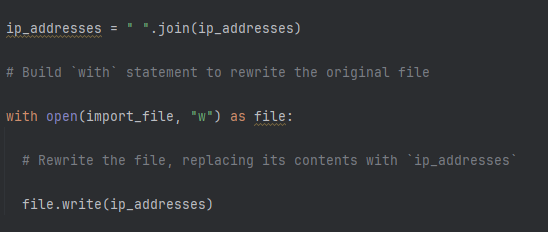 ip_addresses = " ".join(ip_addresses)
# Build `with` statement to rewrite the original file
with open(import_file, "w") as file:
# Rewrite the file, replacing its contents with `ip_addresses`
file.write(ip_addresses)